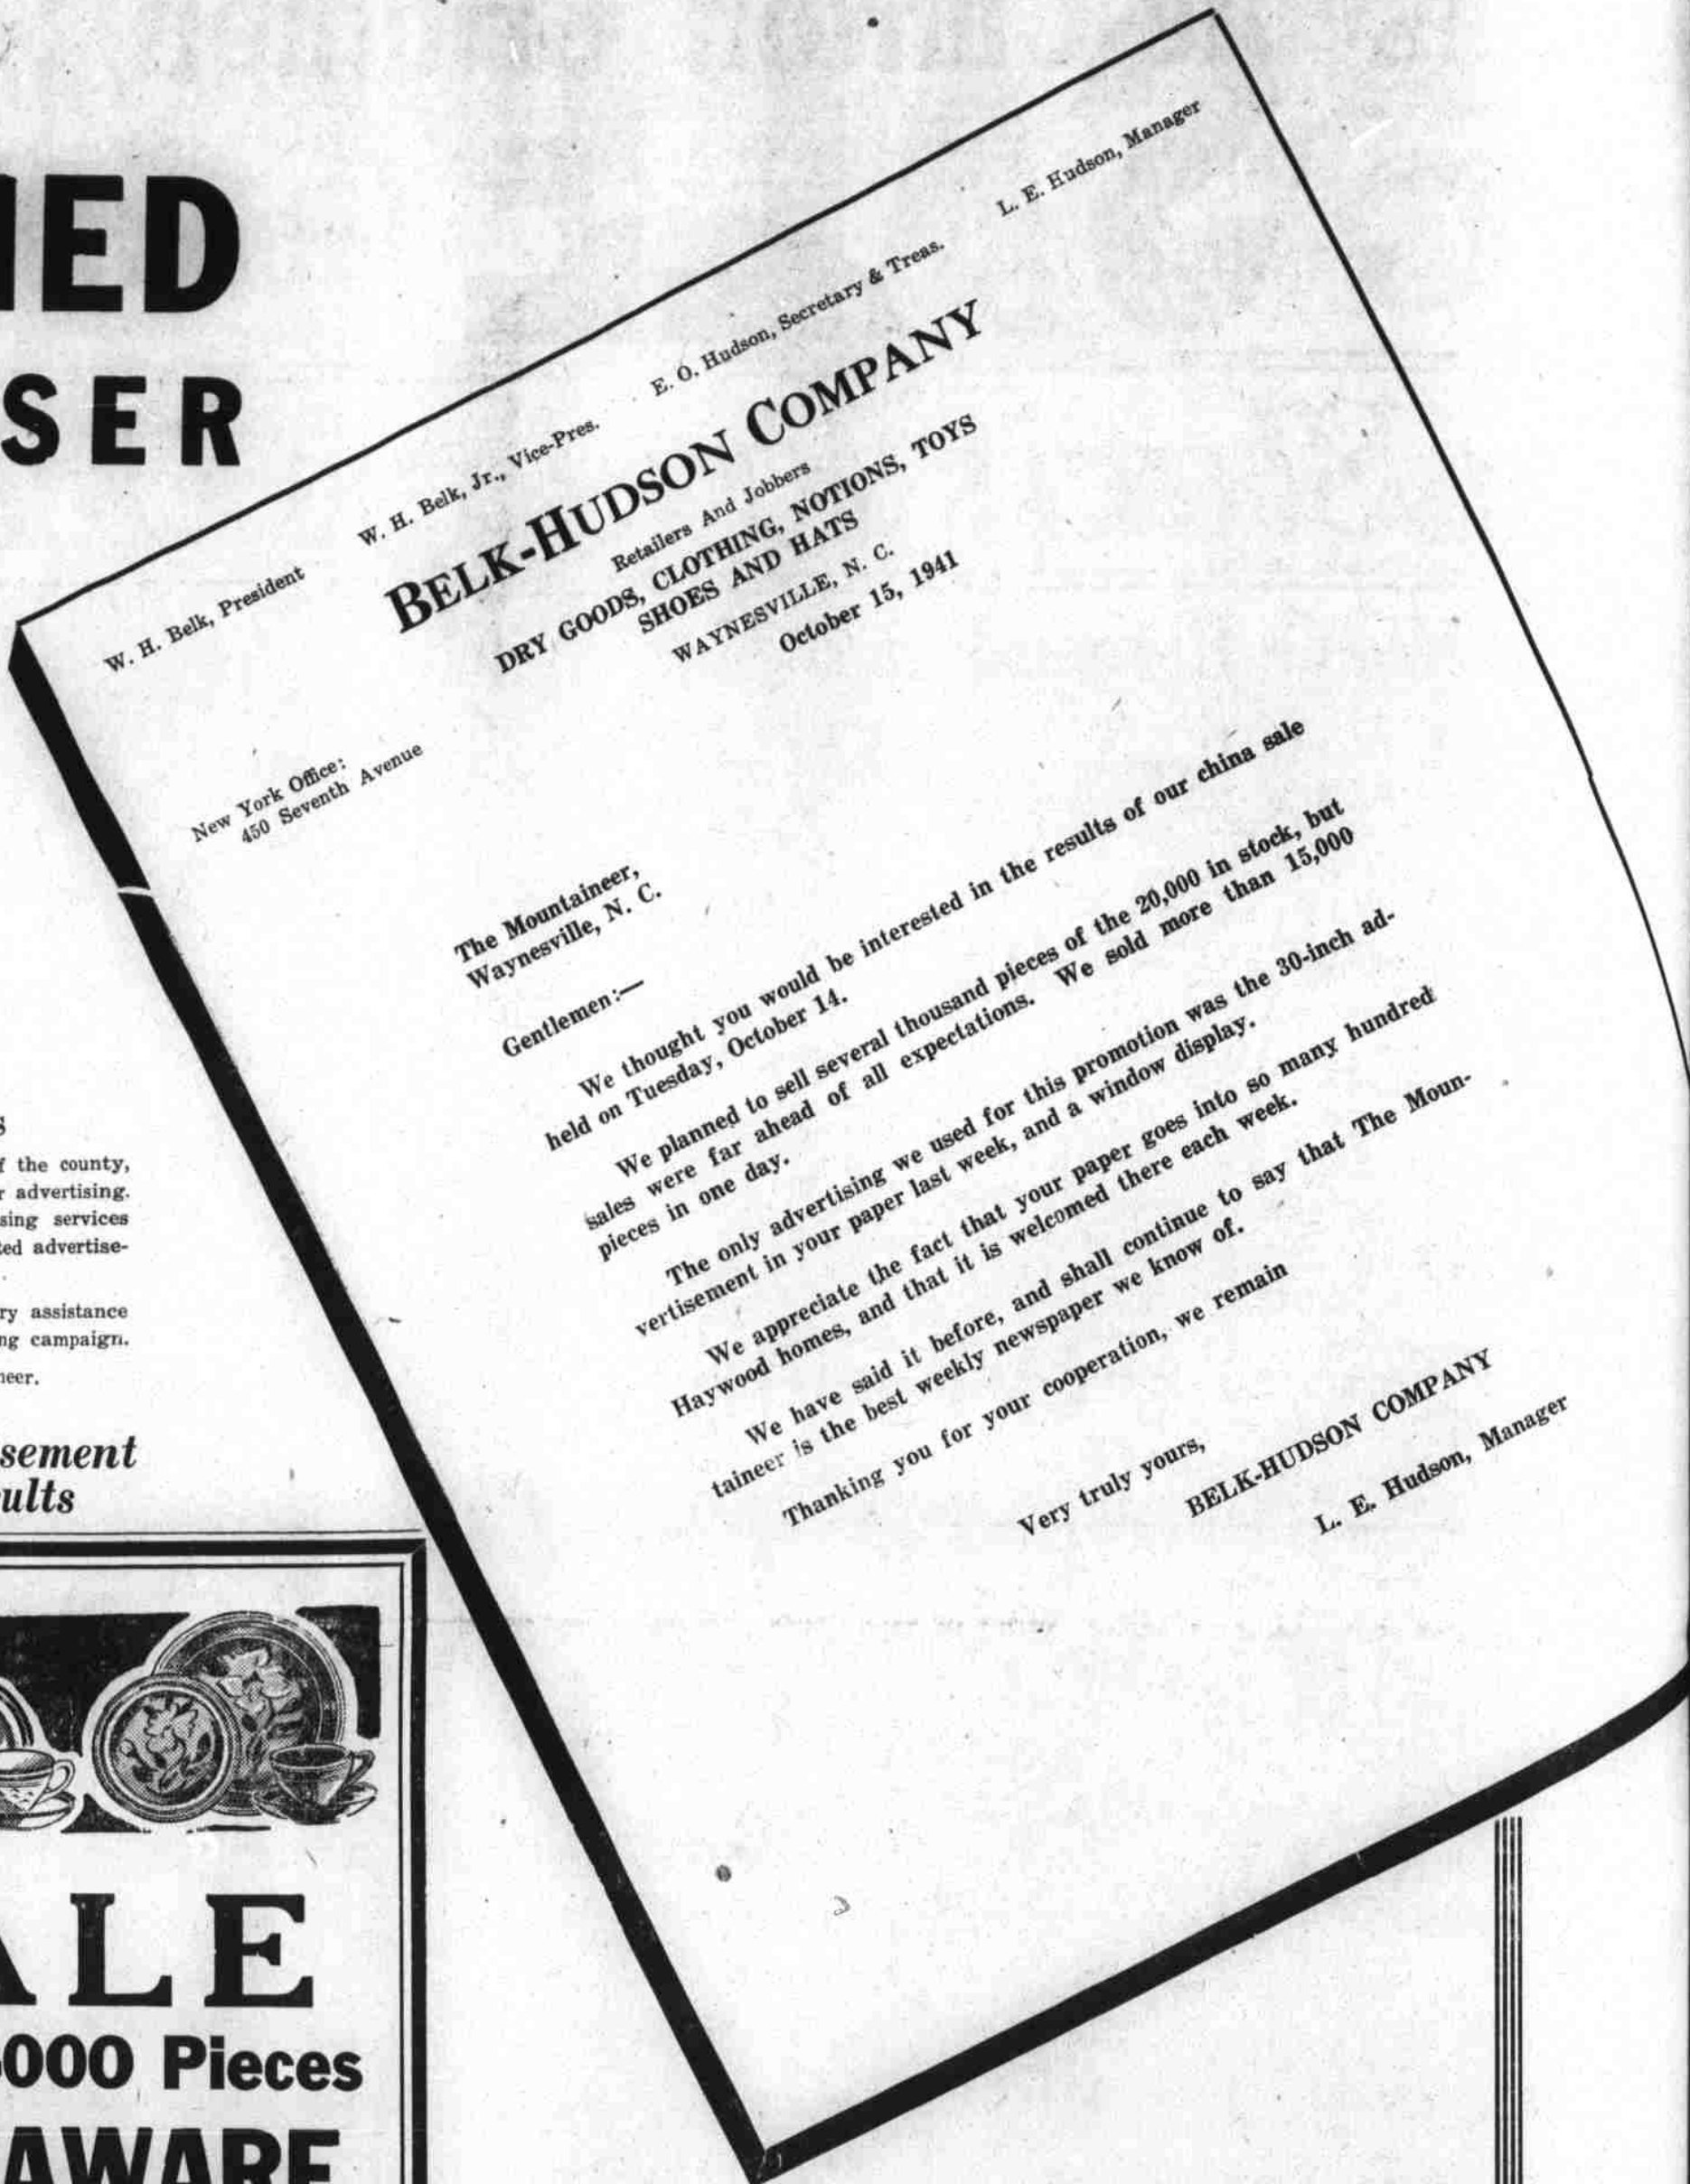 IED
SER
f the county,
r advertising.
sing services
ted advertise-
ry assistance
ng campaign.
neer.
sement
ults
ALE
000 Pieces
AWARE
W. H. Belk, President
W. H. Belk, Jr., Vice-Pres.
E. O. Hudson, Secretary & Treas.
L. E. Hudson, Manager
BELK-HUDSON COMPANY
Retailers And Jobbers
DRY GOODS, CLOTHING, NOTIONS, TOYS
SHOES AND HATS
WAYNESVILLE, N. C.
October 15, 1941
New York Office:
450 Seventh Avenue
The Mountaineer,
Waynesville, N. C.
Gentlemen:—
We thought you would be interested in the results of our china sale
held on Tuesday, October 14.
We planned to sell several thousand pieces of the 20,000 in stock, but
sales were far ahead of all expectations. We sold more than 15,000
pieces in one day.
The only advertising we used for this promotion was the 30-inch ad-
vertisement in your paper last week, and a window display.
We appreciate the fact that your paper goes into so many hundred
Haywood homes, and that it is welcomed there each week.
We have said it before, and shall continue to say that The Moun-
taineer is the best weekly newspaper we know of.
Thanking you for your cooperation, we remain
Very truly yours,
BELK-HUDSON COMPANY
L. E. Hudson, Manager